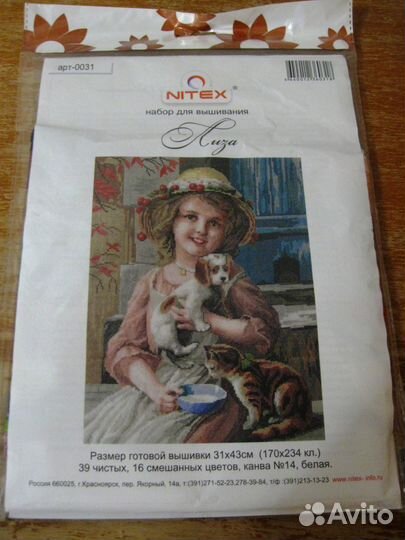 арт-0031
NITEX®
набор для вышивания
Лиза
Размер готовой вышивки 31х43см (170х234 кл.)
39 чистых, 16 смешанных цветов, канва №14, белая.
Россия 660025, г.Красноярск, пер. Якорный, 14а, т:(391)271-52-23,278-39-84, т/ф:(391)213-13-23 www.nitex-info.ru
Avito